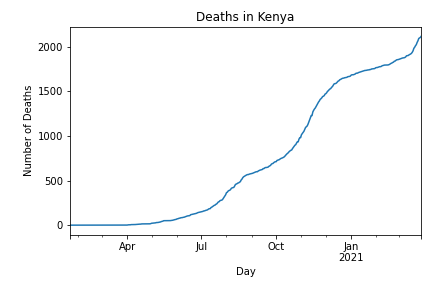 Deaths in Kenya
2000
1500
1000
500
0
Number of Deaths
Apr
Jul
Oct
Jan
2021
Day